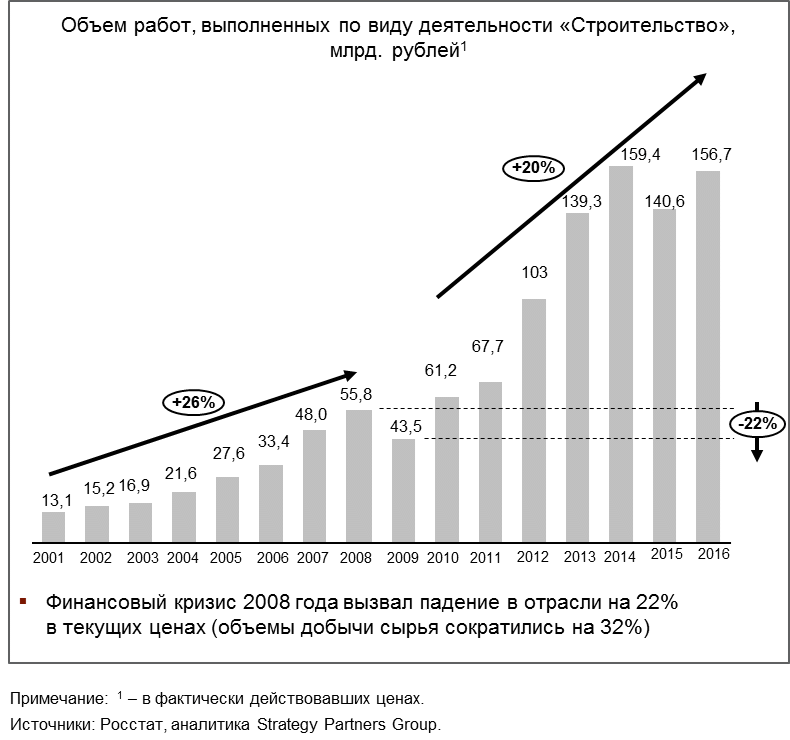 Объем работ, выполненных по виду деятельности «Строительство»,
млрд. рублей¹
+20%
159,4
156,7
139,3
140,6
103
67,7
61,2
+26%
55,8
48,0
43,5
-22%
33,4
27,6
21,6
16,9
15,2
13,1
2001 2002 2003 2004 2005 2006 2007 2008 2009 2010 2011 2012 2013 2014 2015 2016
Финансовый кризис 2008 года вызвал падение в отрасли на 22%
в текущих ценах (объемы добычи сырья сократились на 32%)
Примечание: ¹ – в фактически действовавших ценах.
Источники: Росстат, аналитика Strategy Partners Group.